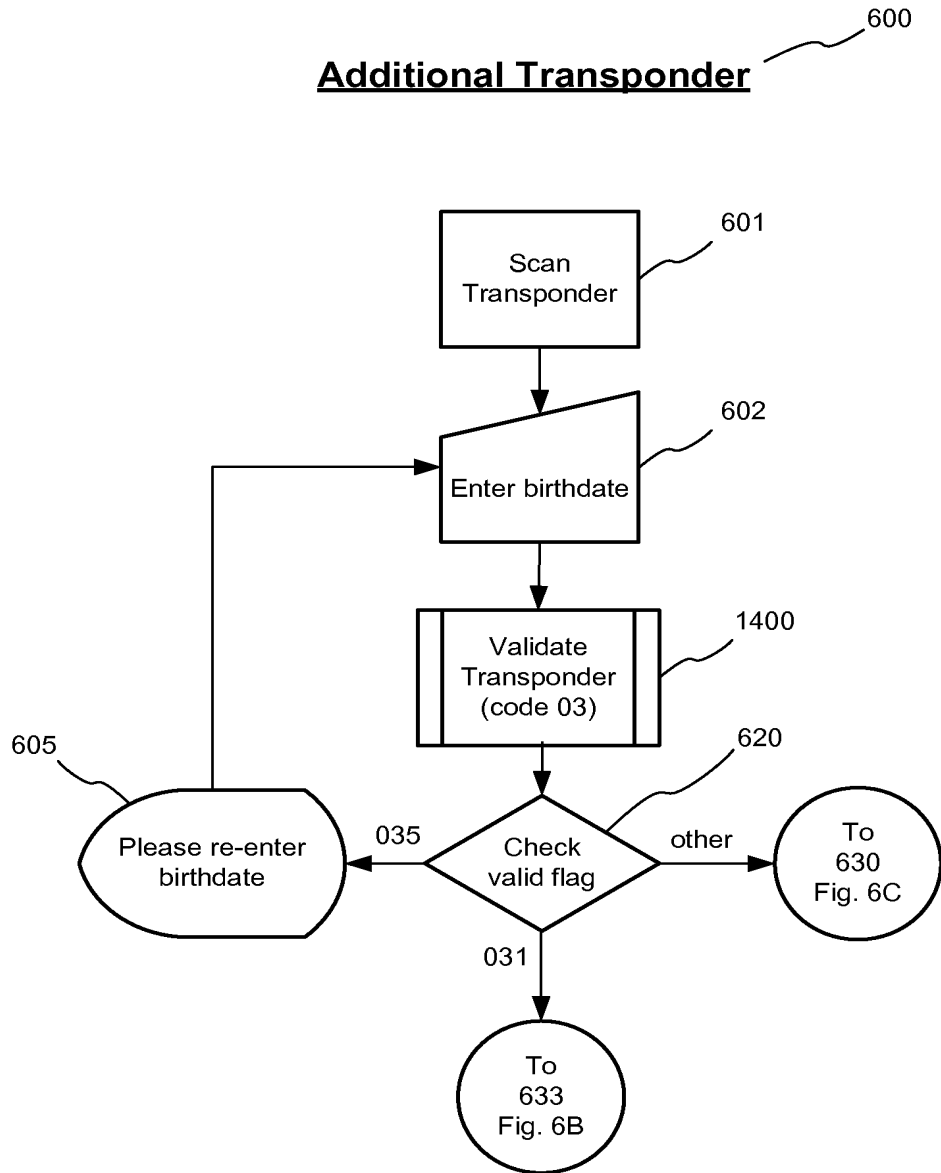 600
Additional Transponder
601
Scan
Transponder
602
Enter birthdate
1400
Validate
Transponder
(code 03)
605
620
035
other
Please re-enter
birthdate
Check
valid flag
To
630
Fig. 6C
031
To
633
Fig. 6B